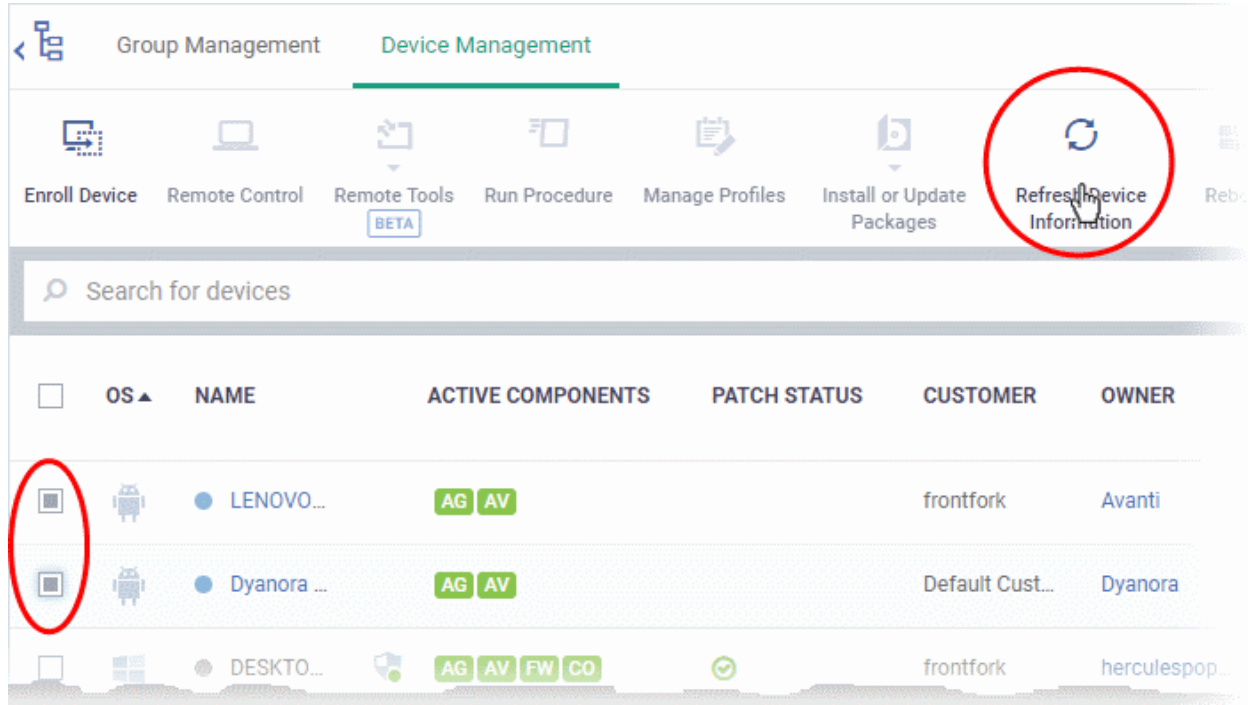 Group Management Device Management
Enroll Device Remote Control Remote Tools Run Procedure Manage Profiles Install or Update Refresh Device
BETA Packages Information
Search for devices
OS NAME ACTIVE COMPONENTS PATCH STATUS CUSTOMER OWNER
LENOVO... AG AV frontfork Avanti
Dyanora ... AG AV Default Cust... Dyanora
DESKTO... AG AV FW CO frontfork herculespop...